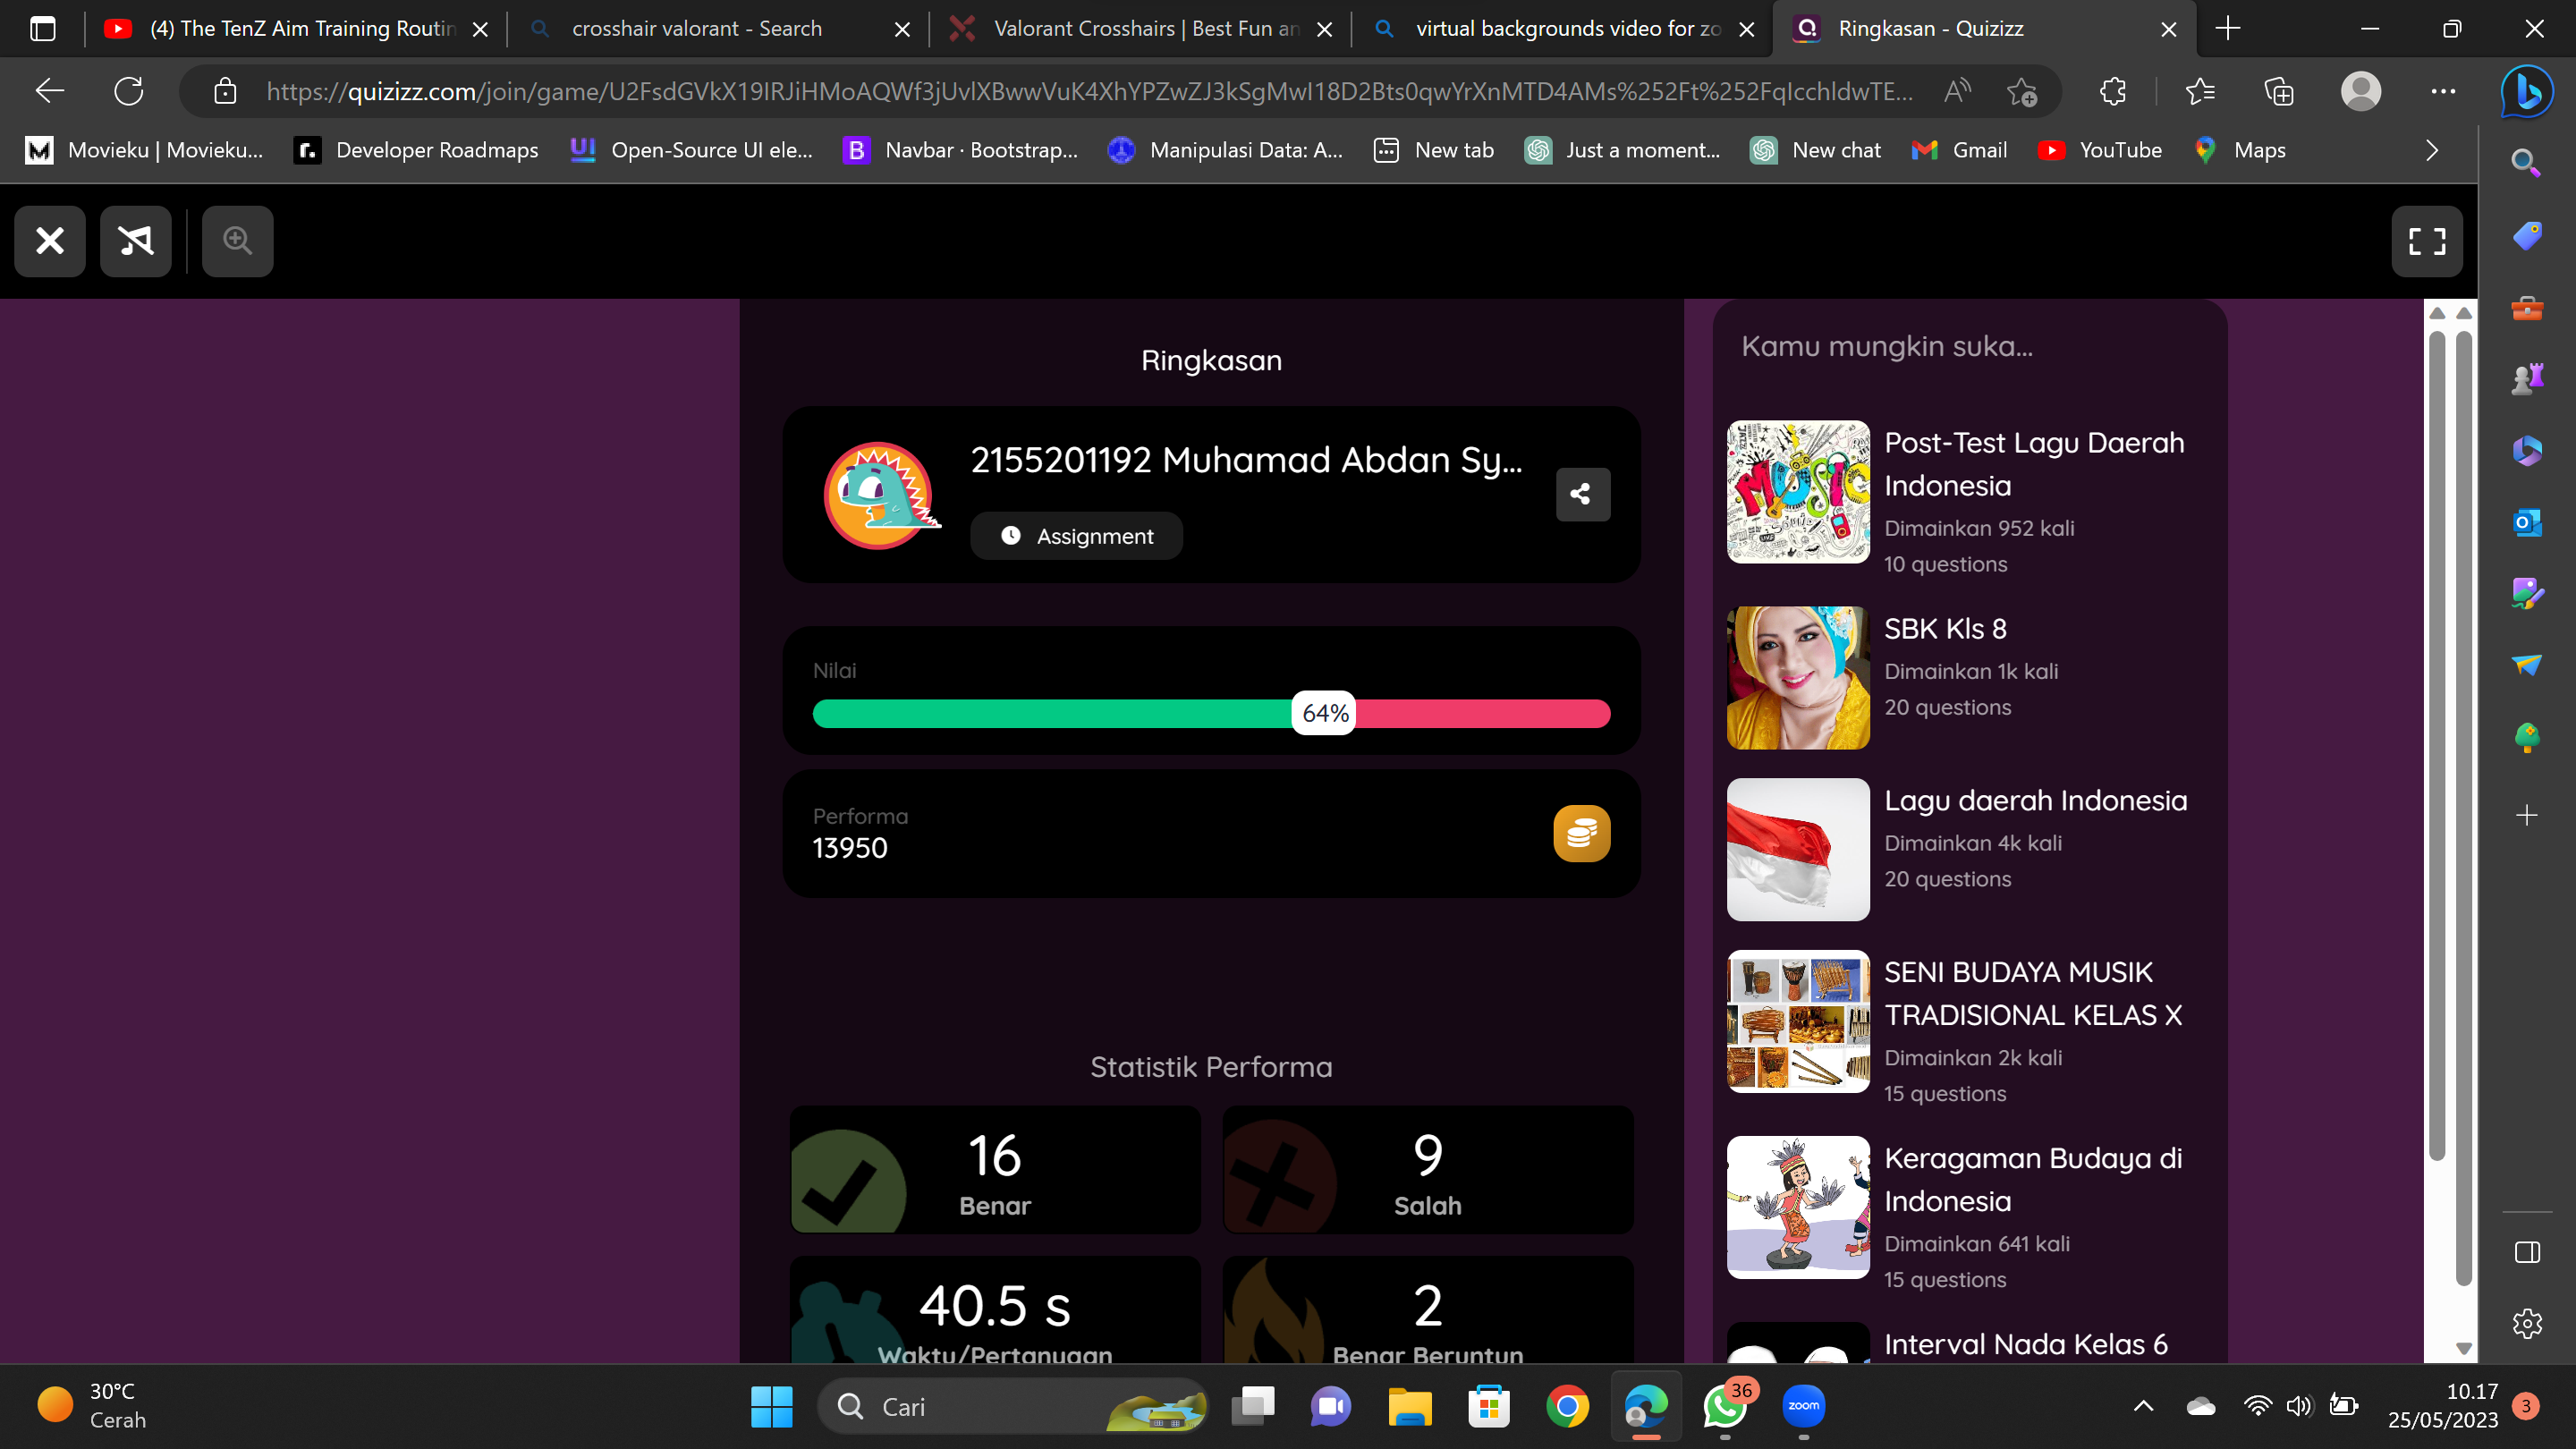 (4) The TenZ Aim Training Routin
crosshair valorant - Search
Valorant Crosshairs | Best Fun an
virtual backgrounds video for zo
Ringkasan - Quizizz
https://quizizz.com/join/game/U2FsdGVkX19IRJiHMoAQWf3jUvlXBwwVuK4XhYPZwZJ3kSgMwI18D2Bts0qwYrXnMTD4AMs%252Ft%252FqIcchIdwTE...
Movieku | Movieku...
Developer Roadmaps
Open-Source UI ele...
Navbar · Bootstrap...
Manipulasi Data: A...
New tab
Just a moment...
New chat
Gmail
YouTube
Maps
Ringkasan
2155201192 Muhamad Abdan Sy...
Assignment
Nilai
64%
Performa
13950
Statistik Performa
16
Benar
9
Salah
40.5 s
Waktu/Pertanyaan
2
Benar Beruntun
Kamu mungkin suka...
Post-Test Lagu Daerah
Indonesia
Dimainkan 952 kali
10 questions
SBK Kls 8
Dimainkan 1k kali
20 questions
Lagu daerah Indonesia
Dimainkan 4k kali
20 questions
SENI BUDAYA MUSIK
TRADISIONAL KELAS X
Dimainkan 2k kali
15 questions
Keragaman Budaya di
Indonesia
Dimainkan 641 kali
15 questions
Interval Nada Kelas 6
30°C
Cerah
Cari
36
zoom
10.17
25/05/2023
3